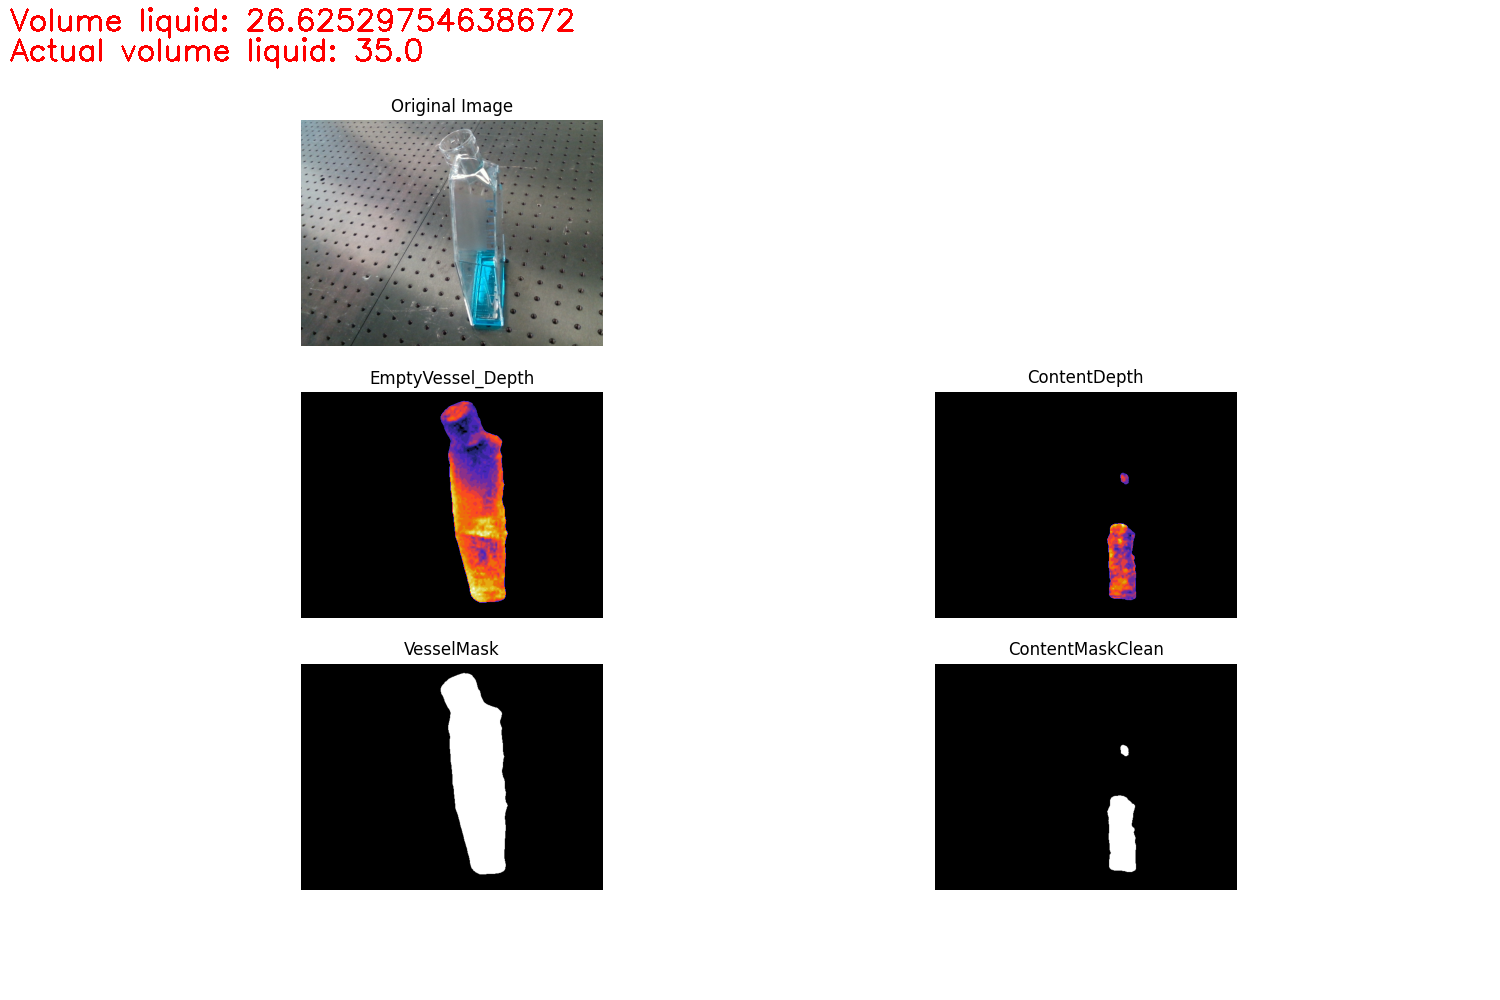 Volume liquid: 26.62529754638672
Actual volume liquid: 35.0
Original Image
EmptyVessel_Depth
ContentDepth
VesselMask
ContentMaskClean